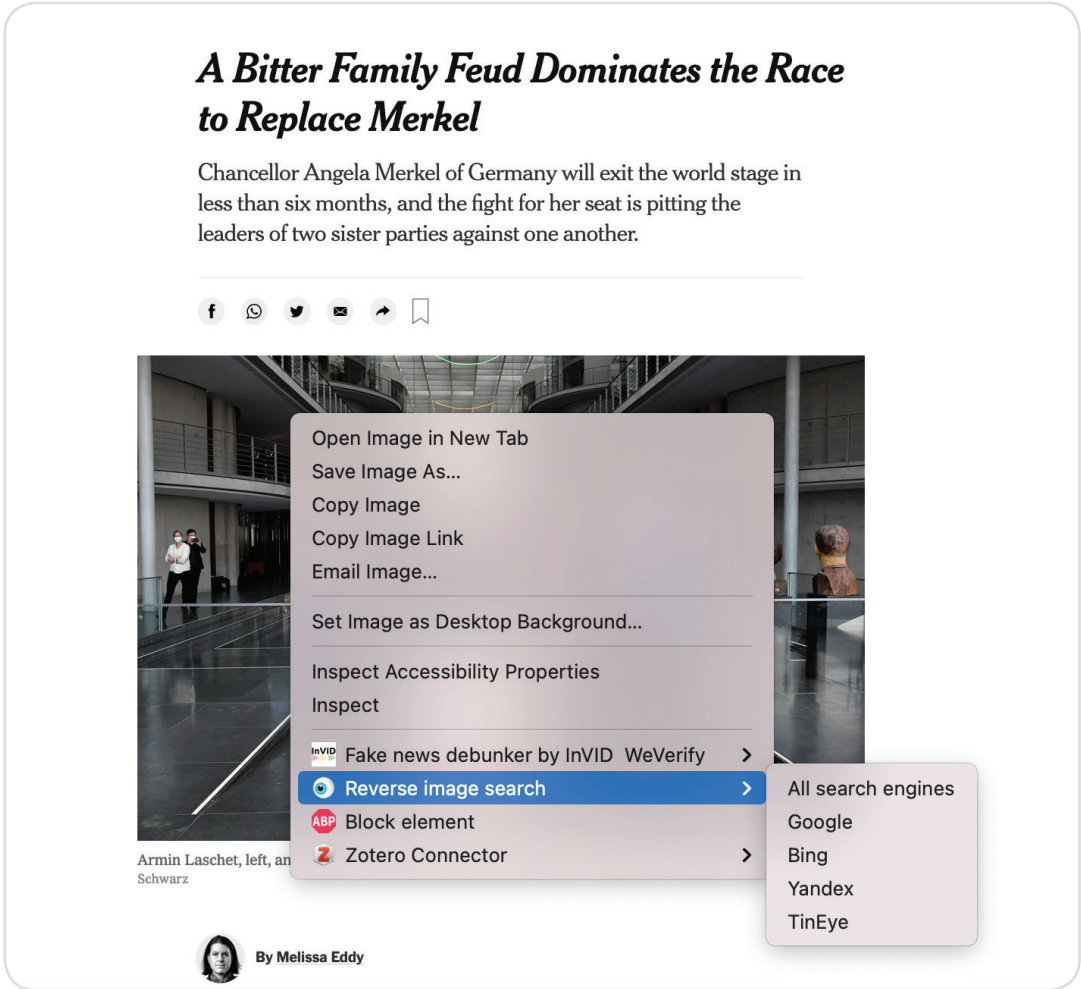 A Bitter Family Feud Dominates the Race
to Replace Merkel
Chancellor Angela Merkel of Germany will exit the world stage in
less than six months, and the fight for her seat is pitting the
leaders of two sister parties against one another.
f
Open Image in New Tab
Save Image As...
Copy Image
Copy Image Link
Email Image...
Set Image as Desktop Background...
Inspect Accessibility Properties
Inspect
InVID Fake news debunker by InVID WeVerify
Reverse image search
ABP Block element
Z Zotero Connector
All search engines
Google
Bing
Yandex
TinEye
Armin Laschet, left, an
Schwarz
By Melissa Eddy